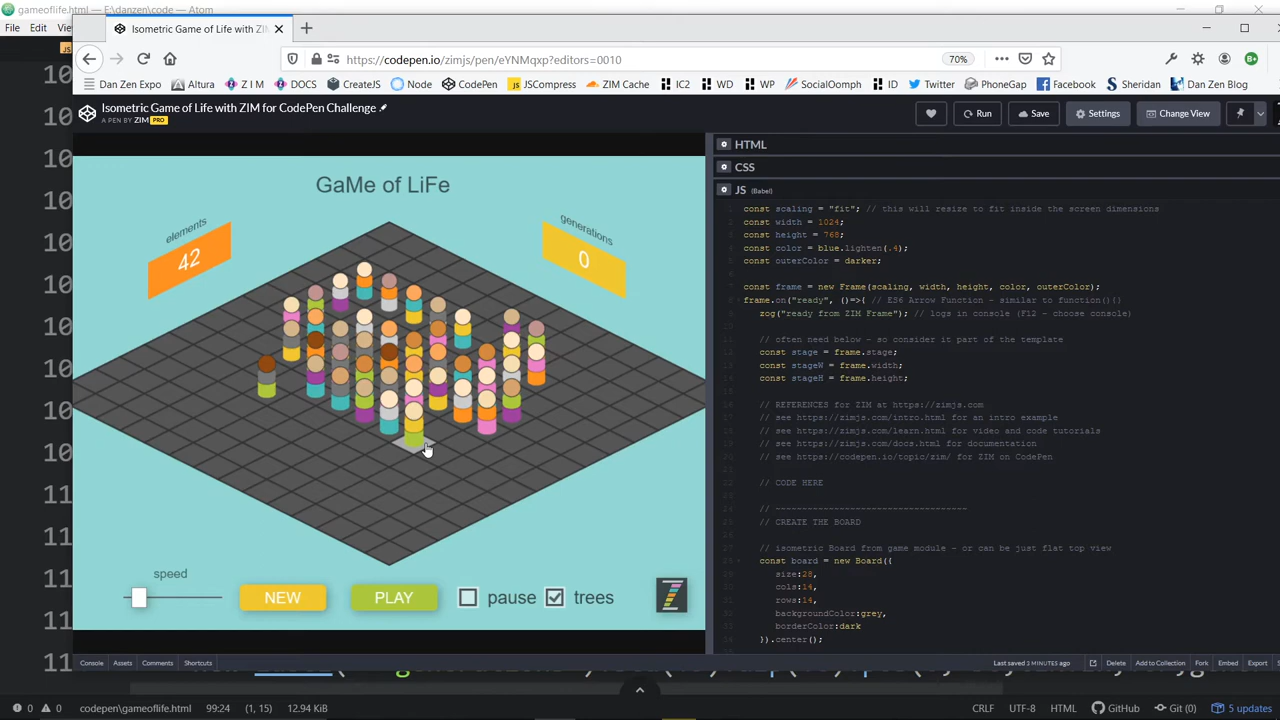 gameoflife.html — E:\danzen\code — Atom
File Edit
Isometric Game of Life with ZIM
https://codepen.io/zimjs/pen/eYNMqxp?editors=0010
70%
Dan Zen Expo Altura Z I M DOCS CreateJS Node CodePen JSCompress ZIM Cache IC2 WD WP SocialOomph ID Twitter PhoneGap Facebook Sheridan Dan Zen Blog
Isometric Game of Life with ZIM for CodePen Challenge
A PEN BY ZIM PRO
Run Save Settings Change View
GaMe of LiFe
elements
42
generations
0
speed
NEW
PLAY
pause
trees
HTML
CSS
JS (Babel)
const scaling = "fit"; // this will resize to fit inside the screen dimensions
const width = 1024;
const height = 768;
const color = blue.lighten(.4);
const outerColor = darker;
const frame = new Frame(scaling, width, height, color, outerColor);
frame.on("ready", ()=>{ // ES6 Arrow Function - similar to function(){}
zog("ready from ZIM Frame"); // logs in console (F12 - choose console)
// often need below - so consider it part of the template
const stage = frame.stage;
const stageW = frame.width;
const stageH = frame.height;
// REFERENCES for ZIM at https://zimjs.com
// see https://zimjs.com/intro.html for an intro example
// see https://zimjs.com/learn.html for video and code tutorials
// see https://zimjs.com/docs.html for documentation
// see https://codepen.io/topic/zim/ for ZIM on CodePen
// CODE HERE
// -----------------------------------
// CREATE THE BOARD
// isometric Board from game module - or can be just flat top view
const board = new Board({
size:28,
cols:14,
rows:14,
backgroundColor:grey,
borderColor:dark
}).center();
Console Assets Comments Shortcuts
Last saved 3 MINUTES ago Delete Add to Collection Fork Embed Export
0 0 codepen\gameoflife.html 99:24 (1, 15) 12.94 KiB
CRLF UTF-8 HTML GitHub Git (0) 5 updates